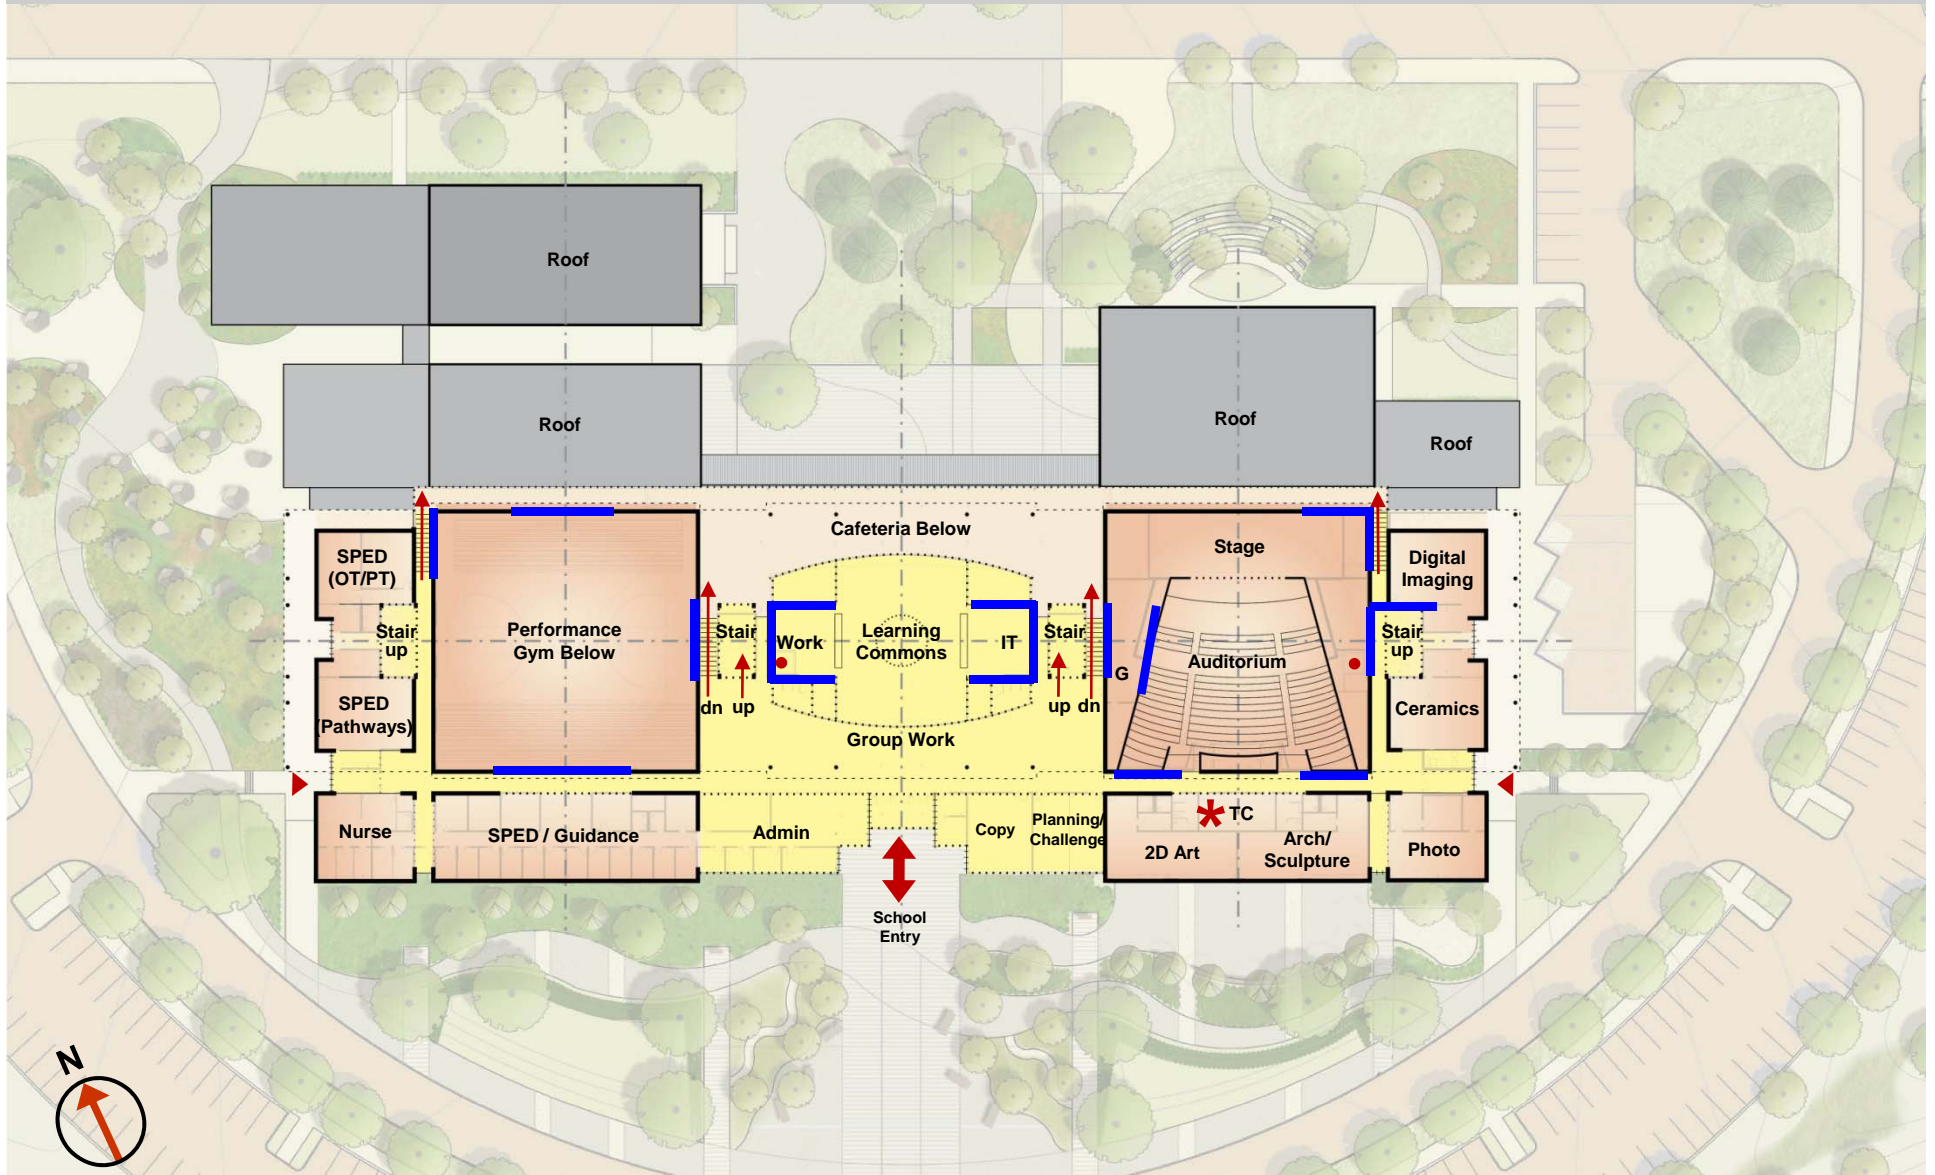 Roof
Roof
Roof
Roof
Cafeteria Below
SPED
(OT/PT)
Stair
up
SPED
(Pathways)
Performance
Gym Below
Stair
dn up
Work
Learning
Commons
IT
Stair
up dn
Group Work
G
Stage
Auditorium
Digital
Imaging
Stair
up
Ceramics
Nurse
SPED / Guidance
Admin
Copy
Planning/
Challenge
TC
2D Art
Arch/
Sculpture
Photo
School
Entry
N